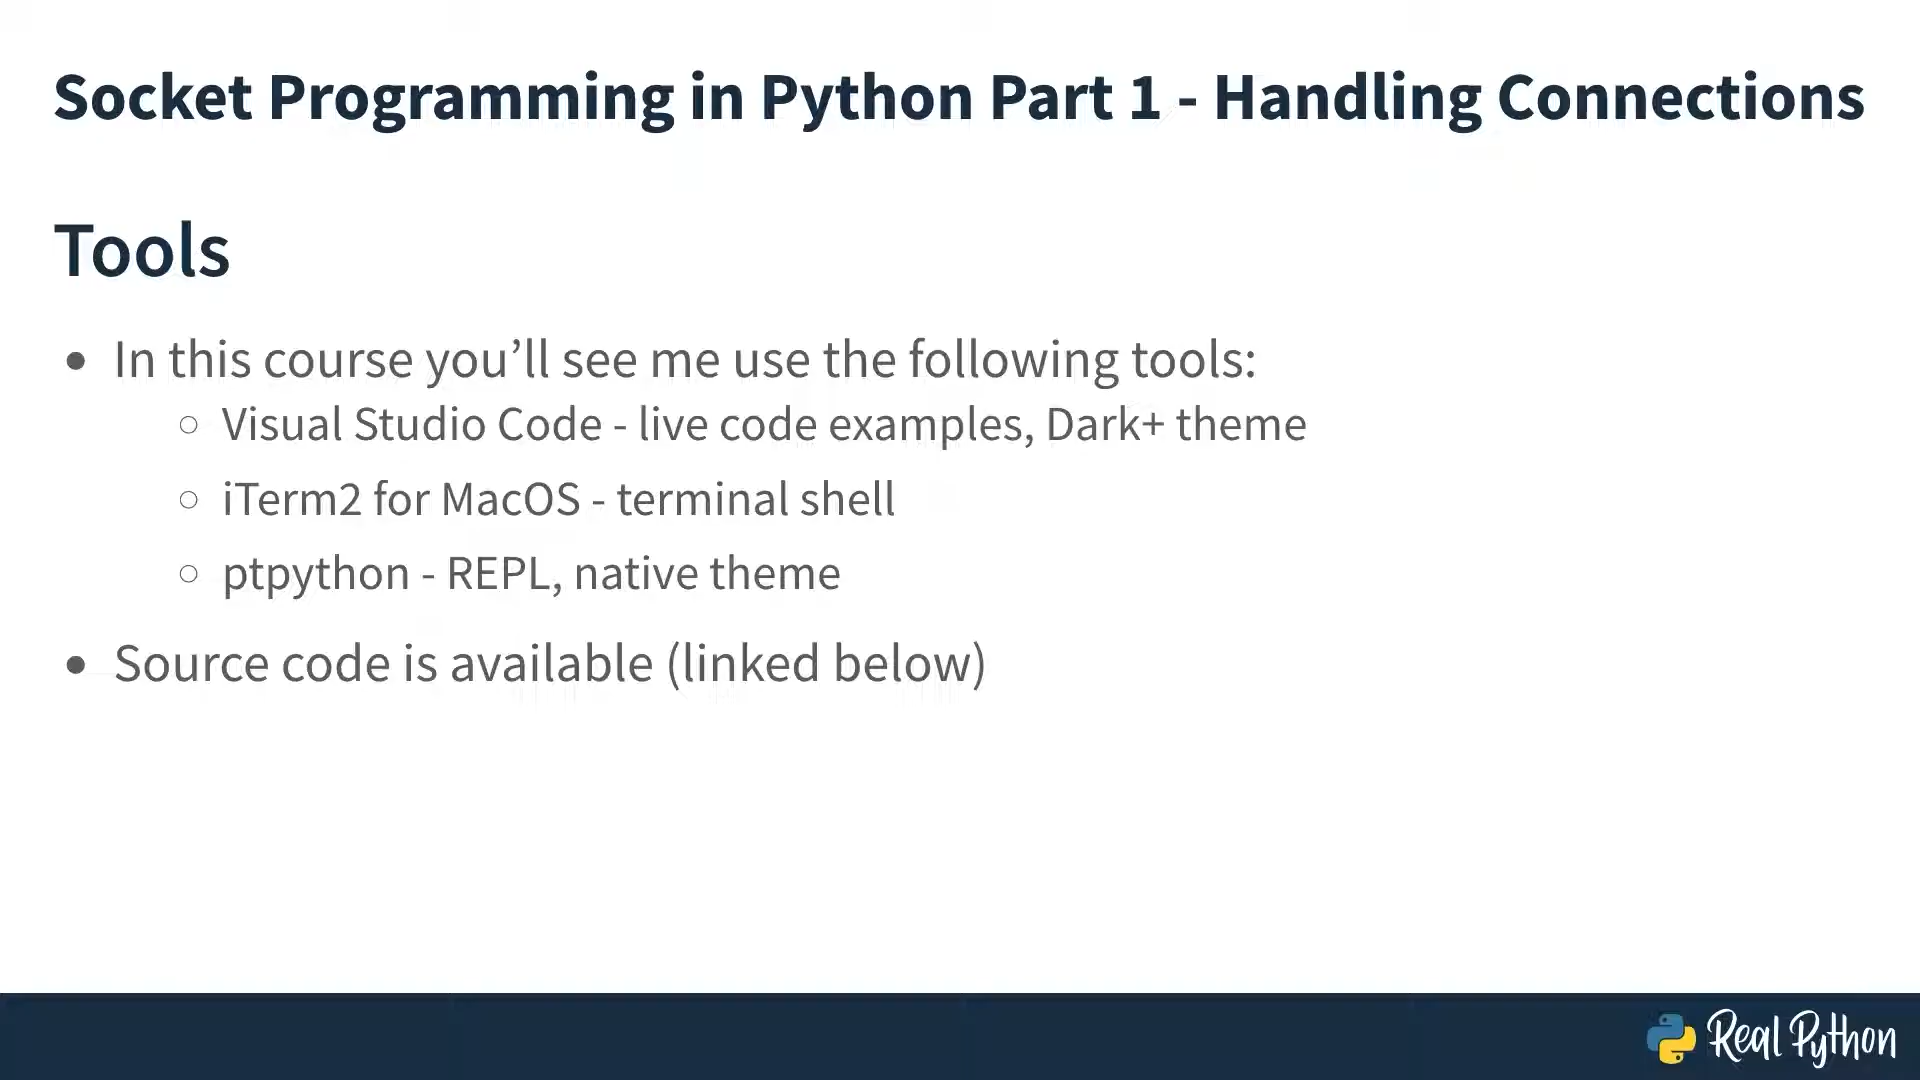 Socket Programming in Python Part 1 - Handling Connections
Tools
• In this course you’ll see me use the following tools:
○ Visual Studio Code - live code examples, Dark+ theme
○ iTerm2 for MacOS - terminal shell
○ ptpython - REPL, native theme
• Source code is available (linked below)
Real Python